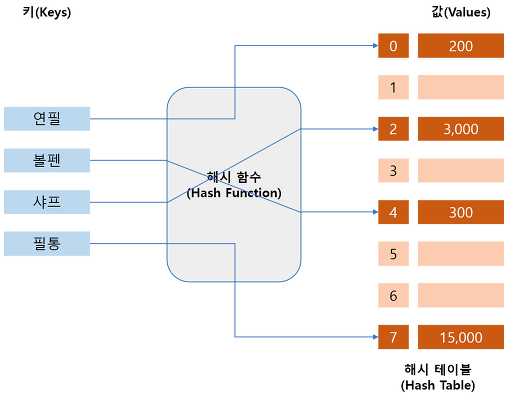 키(Keys)
값(Values)
연필
볼펜
샤프
필통
해시 함수
(Hash Function)
0 200
1
2 3,000
3
4 300
5
6
7 15,000
해시 테이블
(Hash Table)